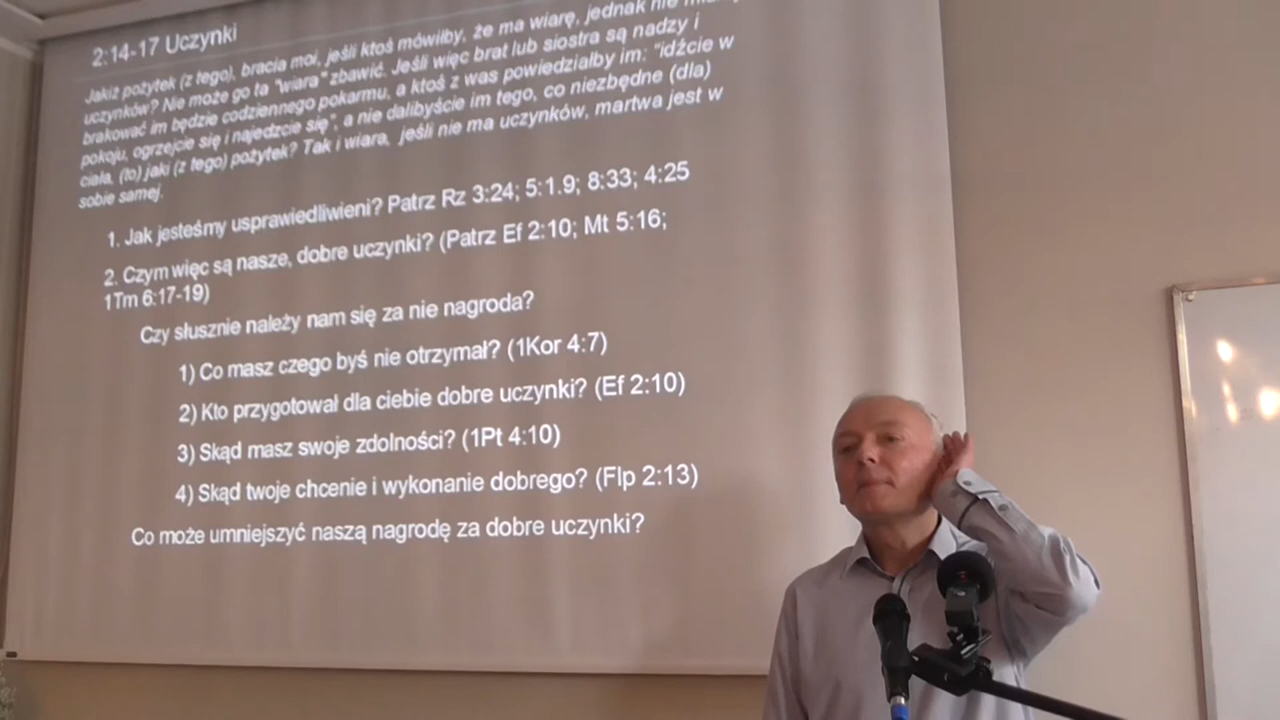 2:14-17 Uczynki
Jakiż pożytek (z tego), bracia moi, jeśli ktoś mówiłby, że ma wiarę, jednak nie
uczynków? Nie może go ta "wiara" zbawić. Jeśli więc brat lub siostra są nadzy i
brakować im będzie codziennego pokarmu, a ktoś z was powiedziałby im: "idźcie w
pokoju, ogrzejcie się i najedzcie się", a nie dalibyście im tego, co niezbędne (dla)
ciała, (to) jaki (z tego) pożytek? Tak i wiara, jeśli nie ma uczynków, martwa jest w
sobie samej.
1. Jak jesteśmy usprawiedliwieni? Patrz Rz 3:24; 5:1.9; 8:33; 4:25
2. Czym więc są nasze, dobre uczynki? (Patrz Ef 2:10; Mt 5:16;
1Tm 6:17-19)
Czy słusznie należy nam się za nie nagroda?
1) Co masz czego byś nie otrzymał? (1Kor 4:7)
2) Kto przygotował dla ciebie dobre uczynki? (Ef 2:10)
3) Skąd masz swoje zdolności? (1Pt 4:10)
4) Skąd twoje chcenie i wykonanie dobrego? (Flp 2:13)
Co może umniejszyć naszą nagrodę za dobre uczynki?